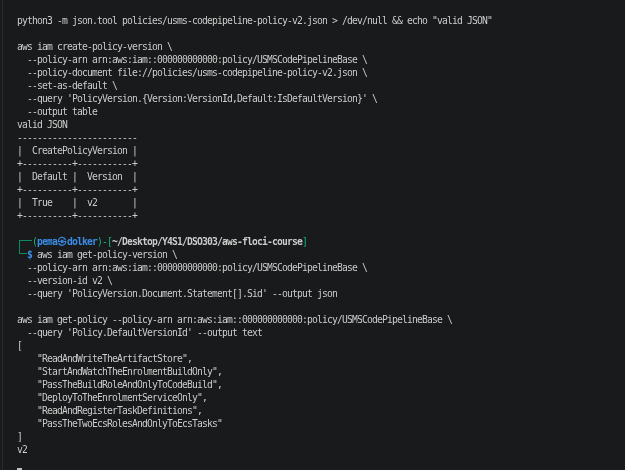 python3 -m json.tool policies/usms-codepipeline-policy-v2.json > /dev/null && echo "valid JSON"
aws iam create-policy-version \
--policy-arn arn:aws:iam::000000000000:policy/USMSCodePipelineBase \
--policy-document file://policies/usms-codepipeline-policy-v2.json \
--set-as-default \
--query 'PolicyVersion.{Version:VersionId,Default:IsDefaultVersion}' \
--output table
valid JSON
------------------------
|  CreatePolicyVersion |
+----------+-----------+
|  Default |  Version  |
+----------+-----------+
|  True    |  v2       |
+----------+-----------+
┌──(pema㉿dolker)-[~/Desktop/Y4S1/DSO303/aws-floci-course]
└─$ aws iam get-policy-version \
--policy-arn arn:aws:iam::000000000000:policy/USMSCodePipelineBase \
--version-id v2 \
--query 'PolicyVersion.Document.Statement[].Sid' --output json
aws iam get-policy --policy-arn arn:aws:iam::000000000000:policy/USMSCodePipelineBase \
--query 'Policy.DefaultVersionId' --output text
[
"ReadAndWriteTheArtifactStore",
"StartAndWatchTheEnrolmentBuildOnly",
"PassTheBuildRoleAndOnlyToCodeBuild",
"DeployToTheEnrolmentServiceOnly",
"ReadAndRegisterTaskDefinitions",
"PassTheTwoEcsRolesAndOnlyToEcsTasks"
]
v2